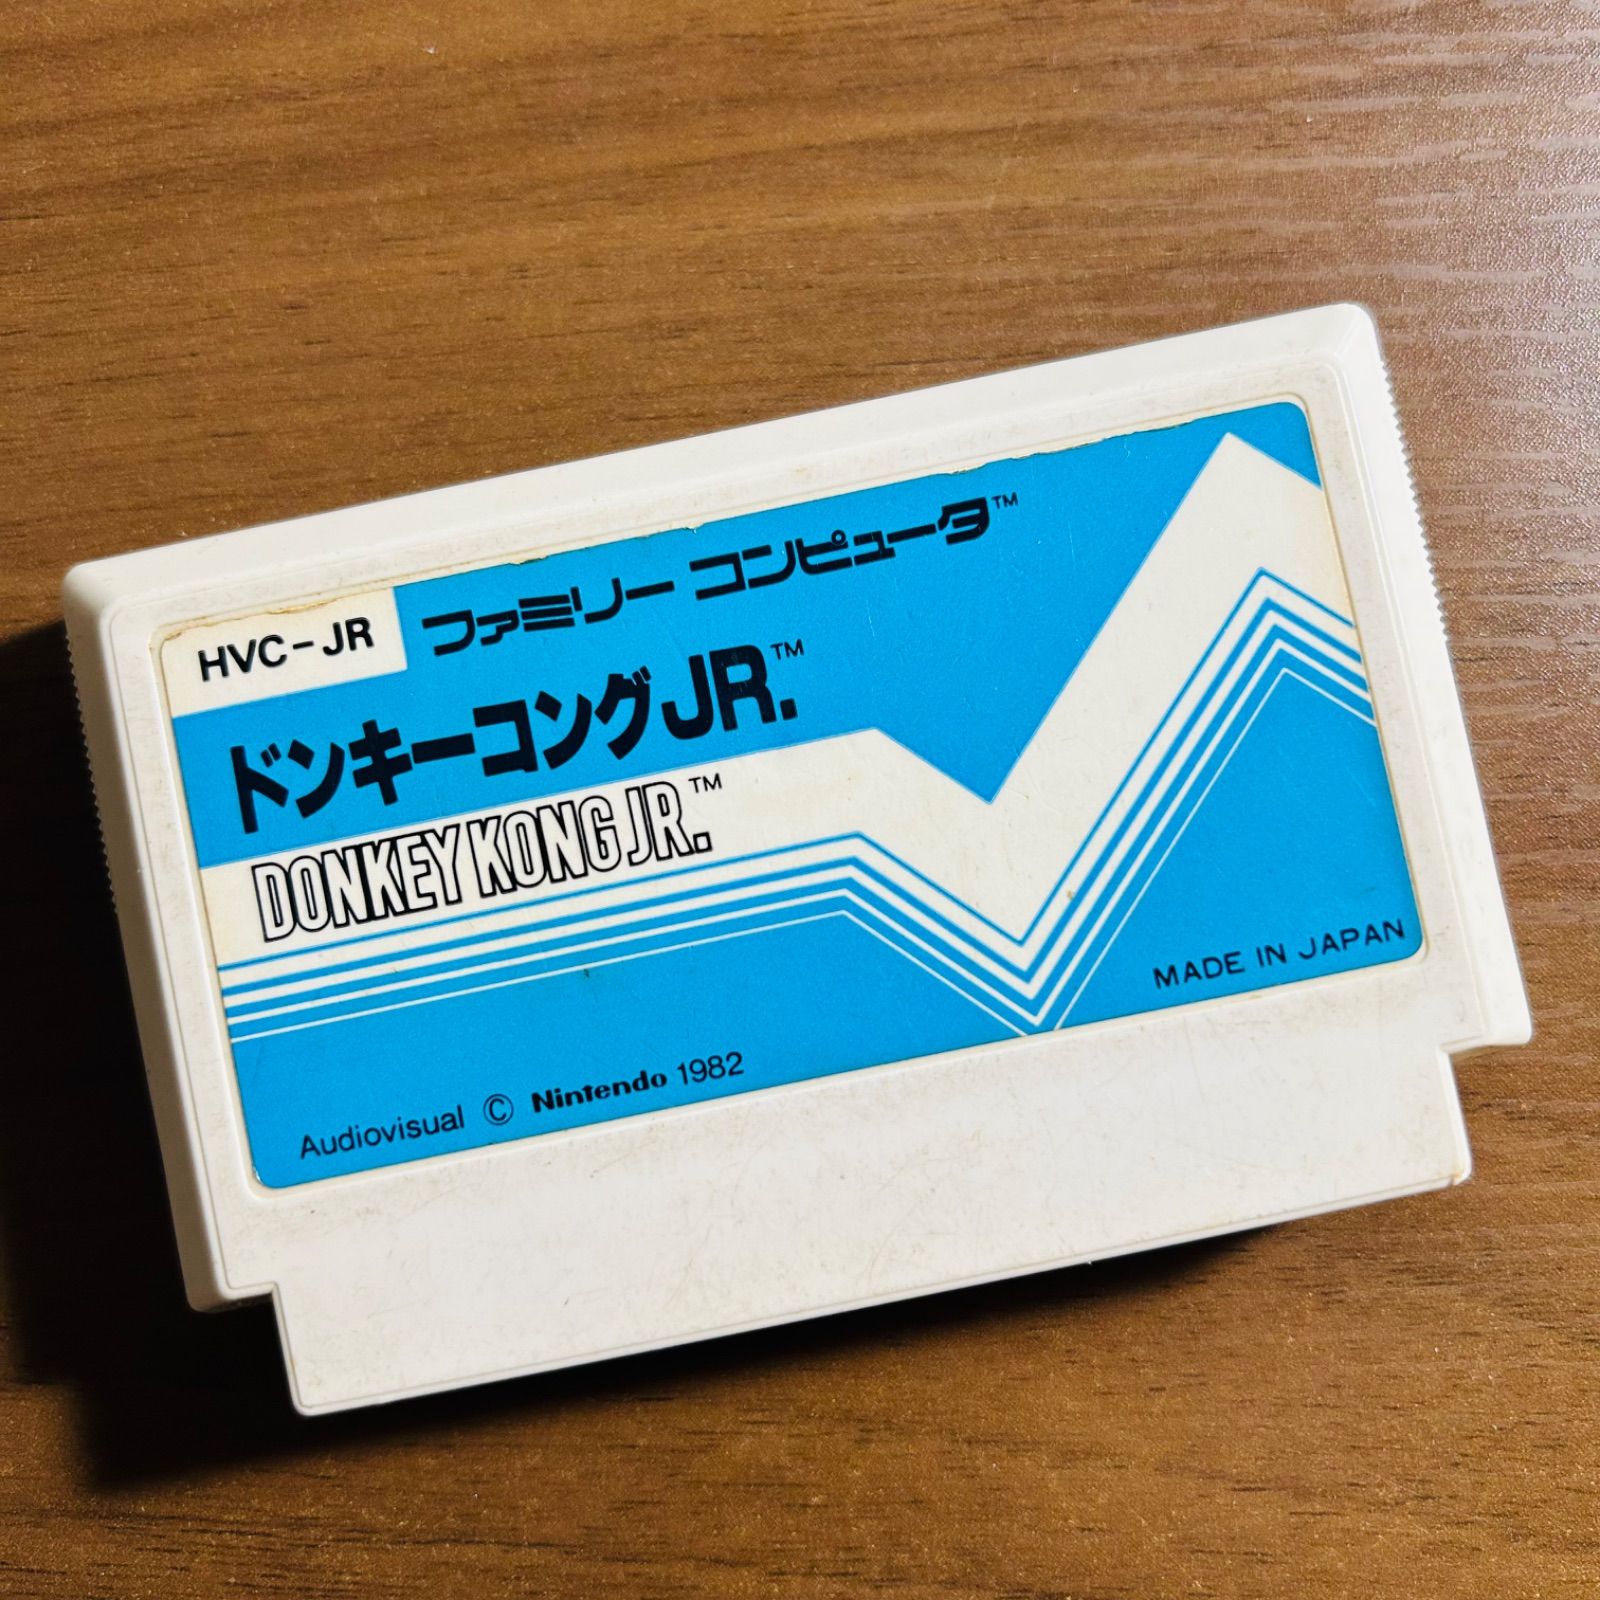 HVC-JR
ファミリー コンピュータ™
ドンキーコングJR.™
DONKEY KONG JR.™
MADE IN JAPAN
Audiovisual © Nintendo 1982